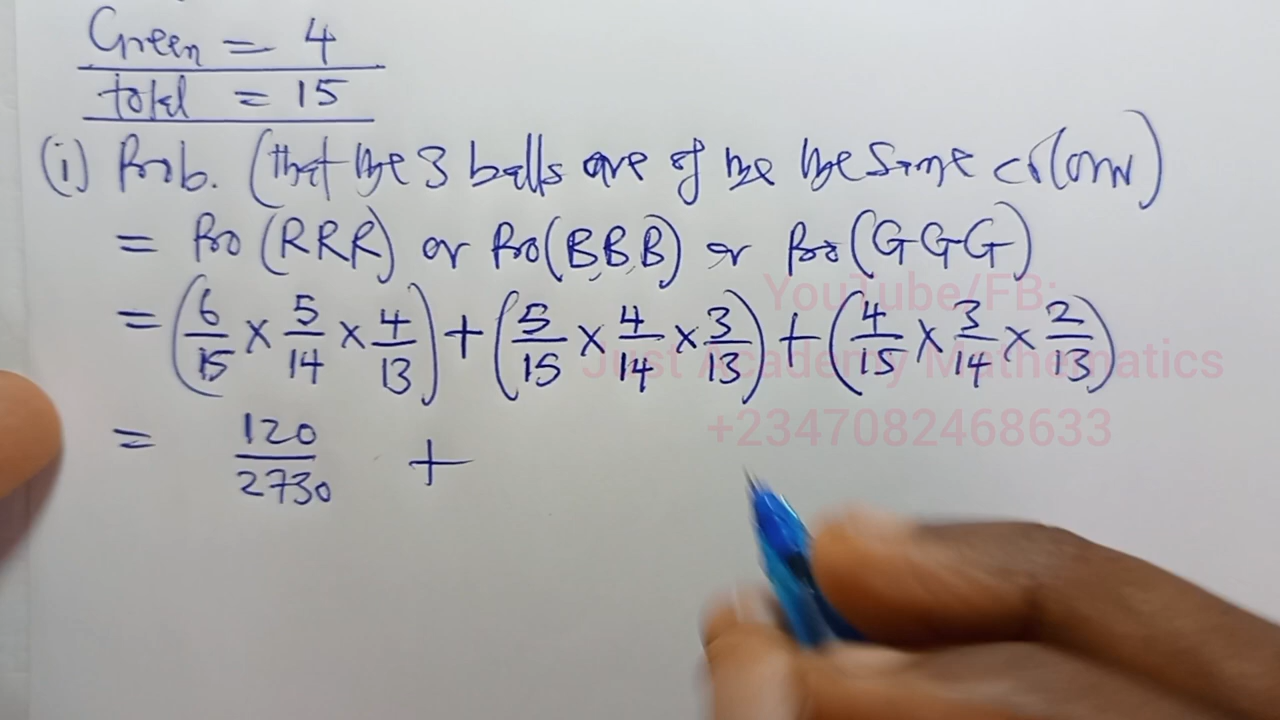 Green = 4
total = 15
(i) Prob. (that the 3 balls are of the the same colour)
= Pro (RRR) or Pro(BBB) or Pro(GGG)
= (6/15 × 5/14 × 4/13) + (5/15 × 4/14 × 3/13) + (4/15 × 3/14 × 2/13)
= 120/2730 +
YouTube/FB:
Just Academy Mathematics
+2347082468633